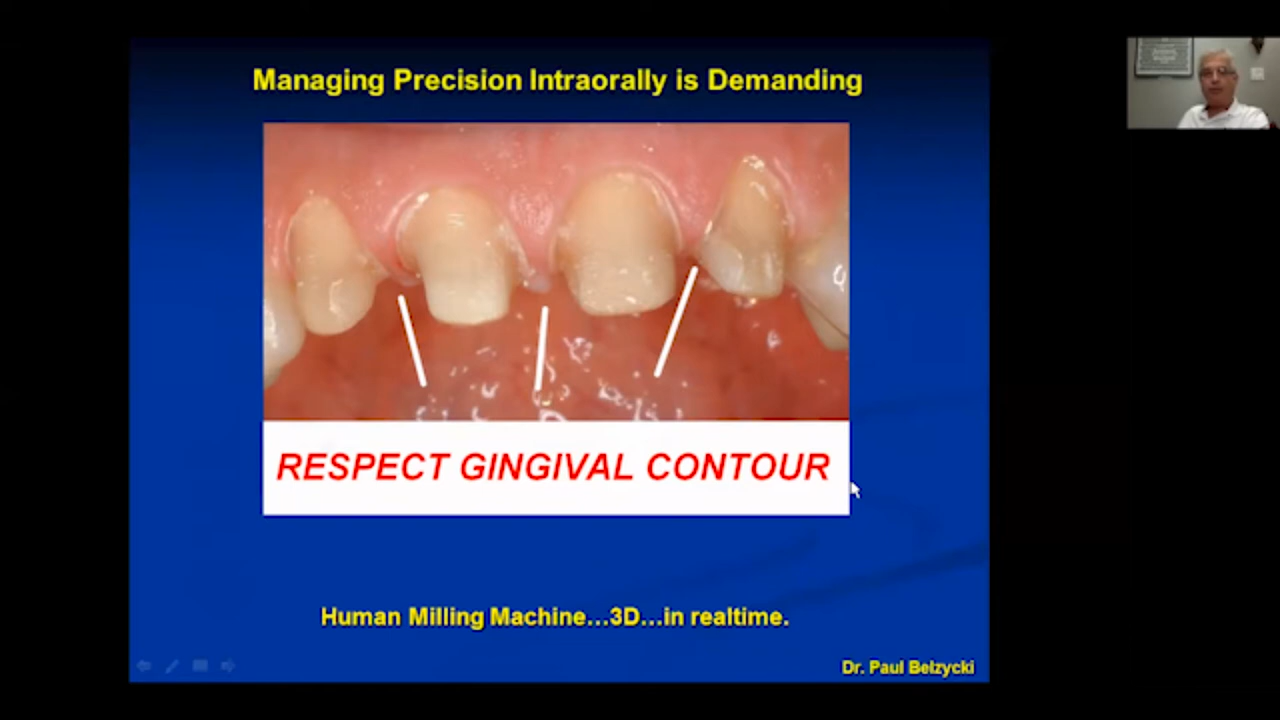 Managing Precision Intraorally is Demanding
RESPECT GINGIVAL CONTOUR
Human Milling Machine...3D...in realtime.
Dr. Paul Belzycki